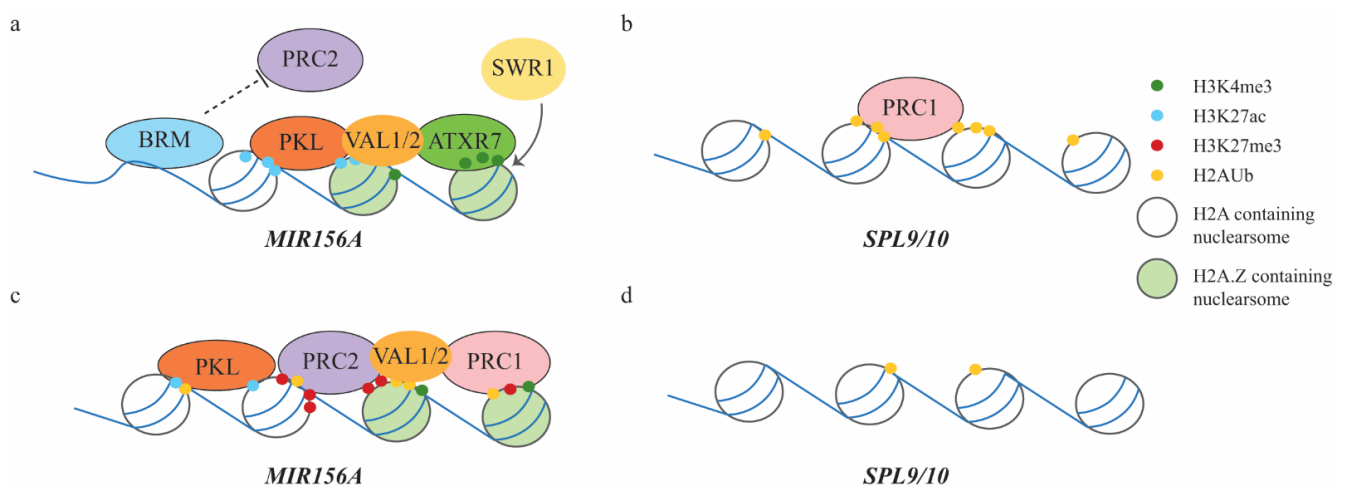 a
PRC2
SWR1
BRM
PKL
VAL1/2
ATXR7
MIR156A
b
PRC1
SPL9/10
H3K4me3
H3K27ac
H3K27me3
H2AUb
H2A containing
nuclearsome
H2A.Z containing
nuclearsome
c
PKL
PRC2
VAL1/2
PRC1
MIR156A
d
SPL9/10